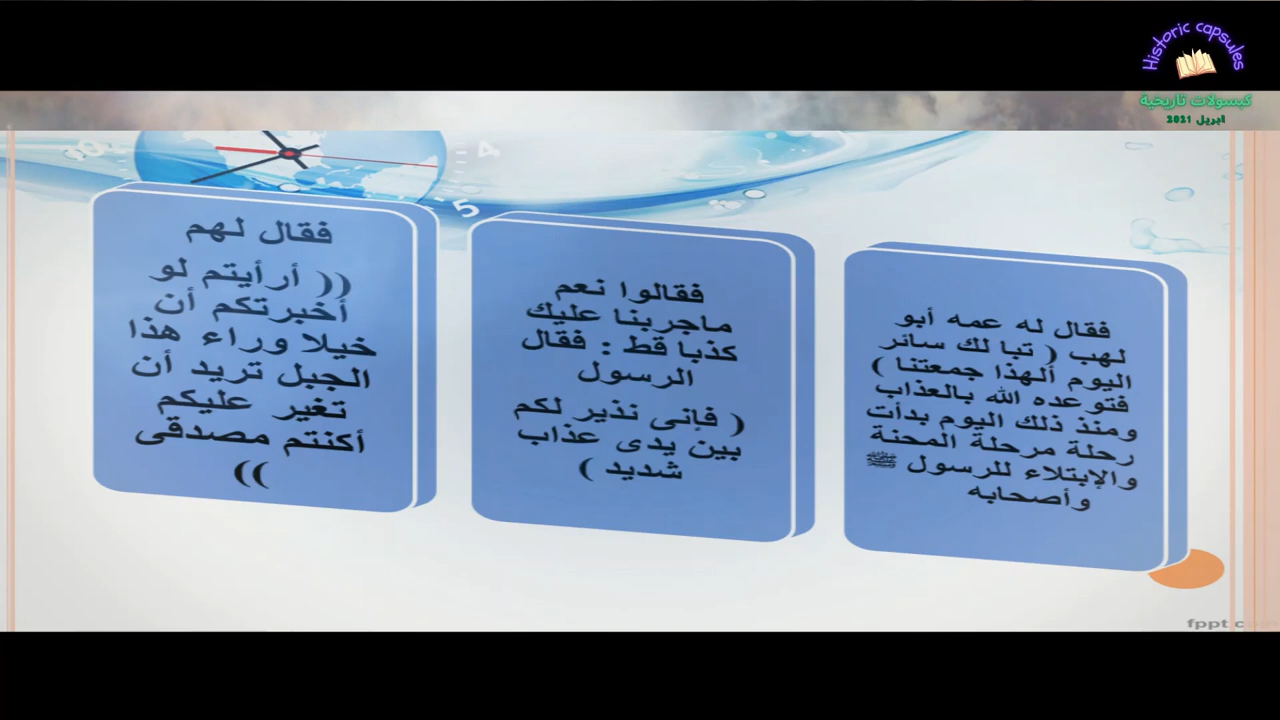 Historic capsules
كبسولات تاريخية
ابريل 2021
فقال لهم
(( أرأيتم لو
أخبرتكم أن
خيلا وراء هذا
الجبل تريد أن
تغير عليكم
أكنتم مصدقى
))
فقالوا نعم
ماجربنا عليك
كذبا قط : فقال
الرسول
( فإنى نذير لكم
بين يدى عذاب
شديد )
فقال له عمه أبو
لهب ( تبا لك سائر
اليوم ألهذا جمعتنا )
فتوعده الله بالعذاب
ومنذ ذلك اليوم بدأت
رحلة مرحلة المحنة
والإبتلاء للرسول ﷺ
وأصحابه
10
4
5
fppt.c